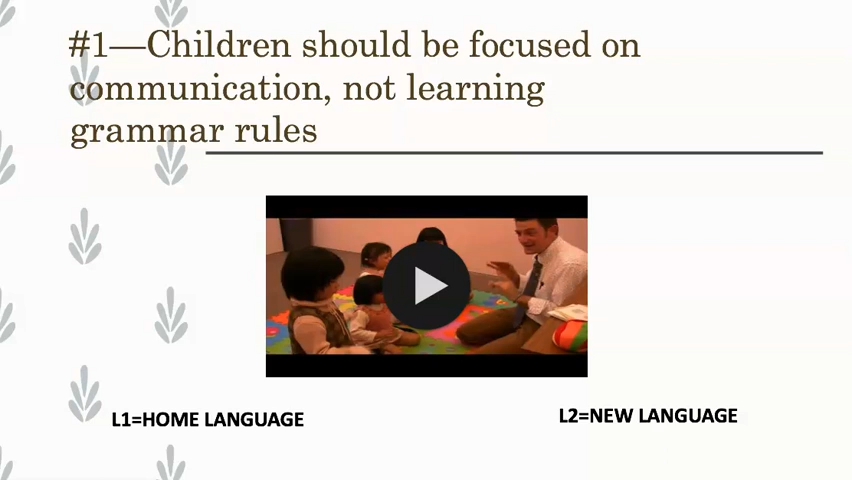 #1—Children should be focused on
communication, not learning
grammar rules
L1=HOME LANGUAGE
L2=NEW LANGUAGE